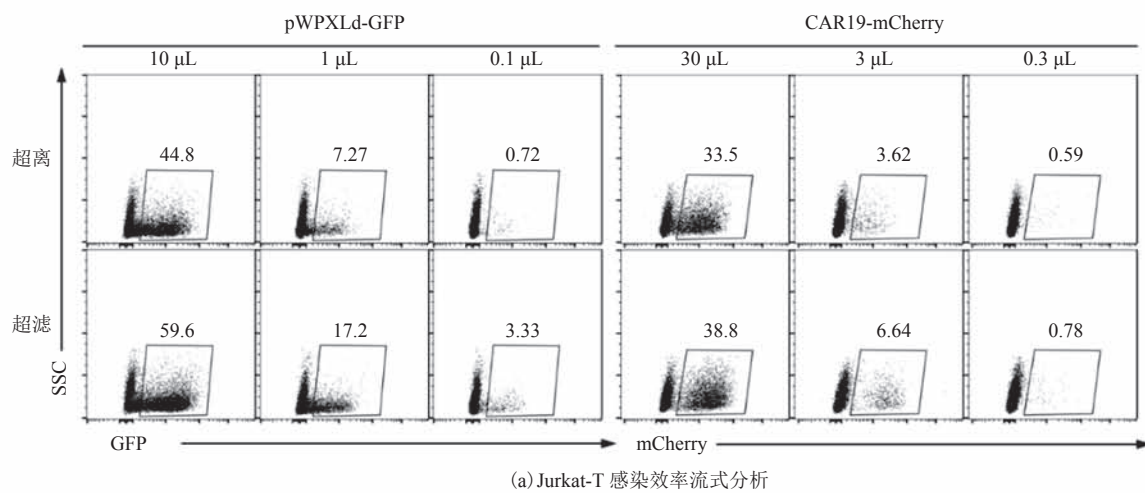 pWPXLd-GFP CAR19-mCherry
10 μL 1 μL 0.1 μL 30 μL 3 μL 0.3 μL
超离 44.8 7.27 0.72 33.5 3.62 0.59
超滤 59.6 17.2 3.33 38.8 6.64 0.78
SSC
GFP mCherry
(a) Jurkat-T 感染效率流式分析